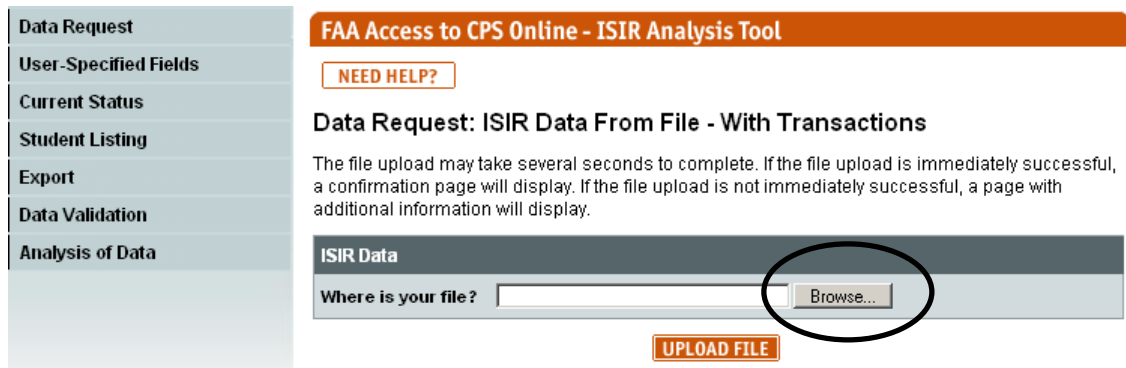 Data Request
User-Specified Fields
Current Status
Student Listing
Export
Data Validation
Analysis of Data
FAA Access to CPS Online - ISIR Analysis Tool
NEED HELP?
Data Request: ISIR Data From File - With Transactions
The file upload may take several seconds to complete. If the file upload is immediately successful,
a confirmation page will display. If the file upload is not immediately successful, a page with
additional information will display.
ISIR Data
Where is your file? Browse...
UPLOAD FILE